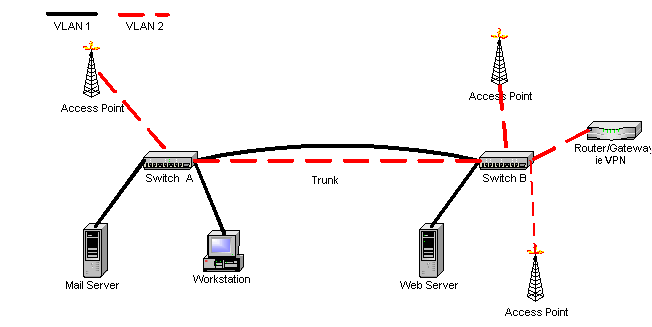 VLAN 1
VLAN 2
Access Point
Access Point
Router/Gateway
ie VPN
Switch A
Trunk
Switch B
Mail Server
Workstation
Web Server
Access Point